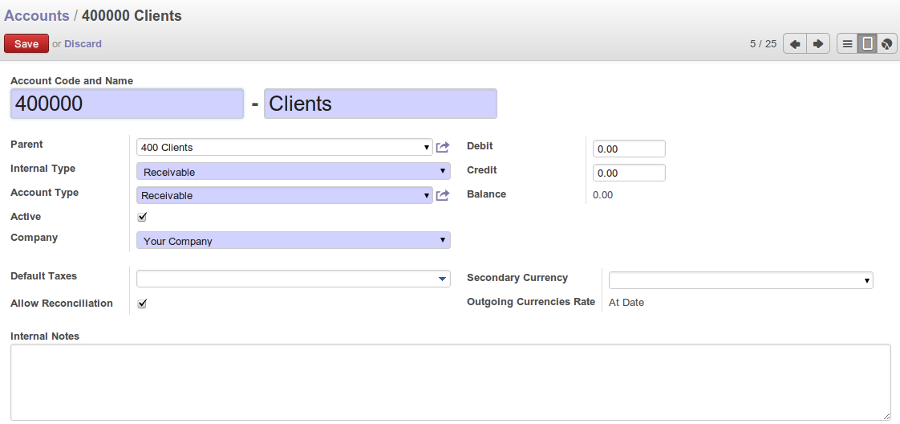 Accounts / 400000 Clients
Save or Discard
5 / 25
Account Code and Name
400000 - Clients
Parent
400 Clients
Internal Type
Receivable
Account Type
Receivable
Active
Company
Your Company
Debit
0.00
Credit
0.00
Balance
0.00
Default Taxes
Allow Reconciliation
Secondary Currency
Outgoing Currencies Rate
At Date
Internal Notes